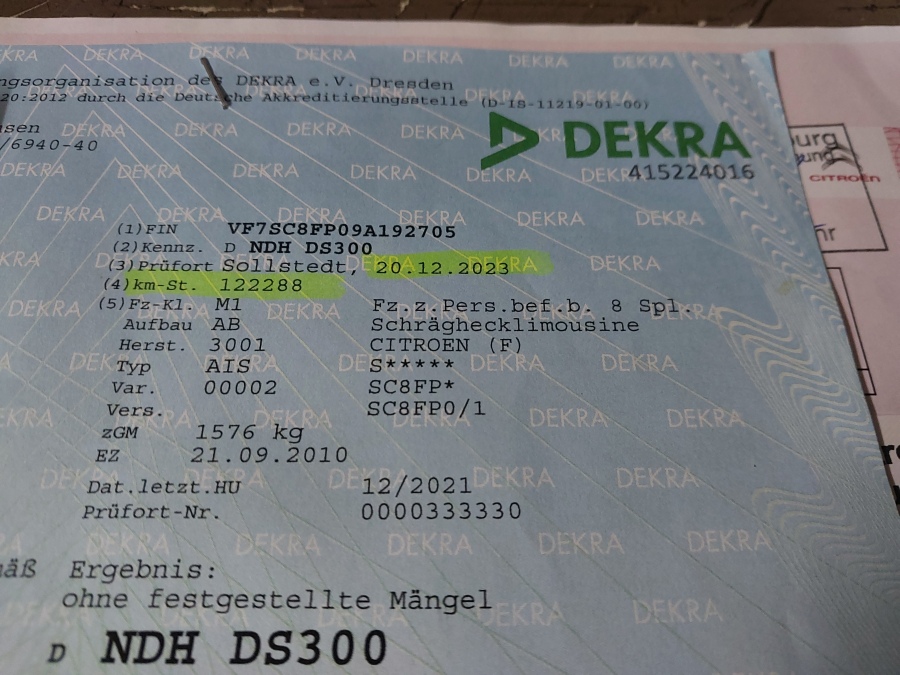 ngsorganisation des DEKRA e.V. Dresden
20:2012 durch die Deutsche Akkreditierungsstelle (D-IS-11219-01-00)
/6940-40
DEKRA
415224016
CITROËN
(1) FIN VF7SC8FP09A192705
(2) Kennz. D NDH DS300
(3) Prüfort Sollstedt, 20.12.2023
(4) km-St. 122288
(5) Fz-Kl. M1 Fz.z.Pers.bef.b. 8 Spl.
Aufbau AB Schräghecklimousine
Herst. 3001 CITROEN (F)
Typ AIS S*****
Var. 00002 SC8FP*
Vers. SC8FP0/1
zGM 1576 kg
EZ 21.09.2010
Dat.letzt.HU 12/2021
Prüfort-Nr. 0000333330
Ergebnis:
ohne festgestellte Mängel
D NDH DS300